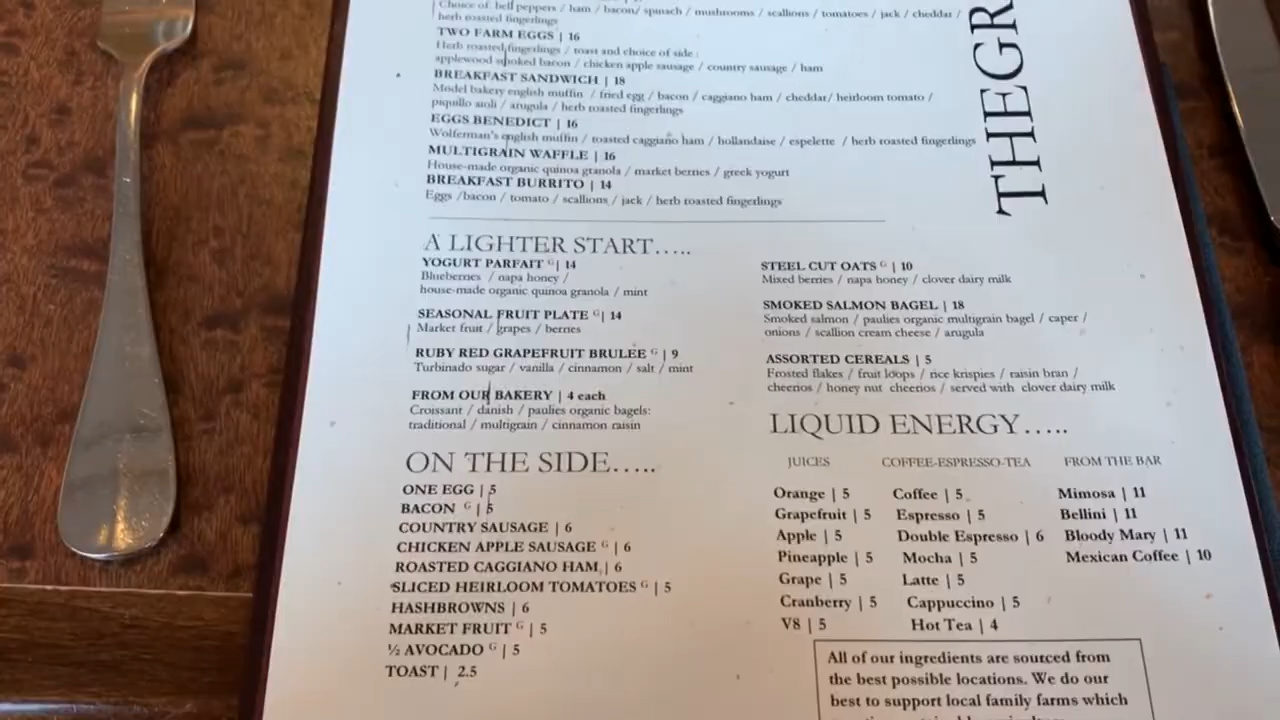 Choice of: bell peppers / ham / bacon/ spinach / mushrooms / scallions / tomatoes / jack / cheddar /
herb roasted fingerlings
TWO FARM EGGS | 16
Herb roasted fingerlings / toast and choice of side :
applewood smoked bacon / chicken apple sausage / country sausage / ham
BREAKFAST SANDWICH | 18
Model bakery english muffin / fried egg / bacon / caggiano ham / cheddar/ heirloom tomato /
piquillo aioli / arugula / herb roasted fingerlings
EGGS BENEDICT | 16
Wolferman's english muffin / roasted caggiano ham / hollandaise / espelette / herb roasted fingerlings
MULTIGRAIN WAFFLE | 16
House-made organic quinoa granola / market berries / greek yogurt
BREAKFAST BURRITO | 14
Eggs /bacon / tomato / scallions / jack / herb roasted fingerlings
THEGR
A LIGHTER START…..
YOGURT PARFAIT G| 14
Blueberries / napa honey /
house-made organic quinoa granola / mint
SEASONAL FRUIT PLATE G| 14
Market fruit / grapes / berries
RUBY RED GRAPEFRUIT BRULEE G | 9
Turbinado sugar / vanilla / cinnamon / salt / mint
FROM OUR BAKERY | 4 each
Croissant / danish / paulies organic bagels:
traditional / multigrain / cinnamon raisin
STEEL CUT OATS G | 10
Mixed berries / napa honey / clover dairy milk
SMOKED SALMON BAGEL | 18
Smoked salmon / paulies organic multigrain bagel / caper /
onions / scallion cream cheese / arugula
ASSORTED CEREALS | 5
Frosted flakes / fruit loops / rice krispies / raisin bran /
cheerios / honey nut cheerios / served with clover dairy milk
ON THE SIDE…..
ONE EGG | 5
BACON G | 5
COUNTRY SAUSAGE | 6
CHICKEN APPLE SAUSAGE G | 6
ROASTED CAGGIANO HAM | 6
SLICED HEIRLOOM TOMATOES G | 5
HASHBROWNS | 6
MARKET FRUIT G | 5
½ AVOCADO G | 5
TOAST | 2.5
LIQUID ENERGY…..
JUICES
Orange | 5
Grapefruit | 5
Apple | 5
Pineapple | 5
Grape | 5
Cranberry | 5
V8 | 5
COFFEE-ESPRESSO-TEA
Coffee | 5
Espresso | 5
Double Espresso | 6
Mocha | 5
Latte | 5
Cappuccino | 5
Hot Tea | 4
FROM THE BAR
Mimosa | 11
Bellini | 11
Bloody Mary | 11
Mexican Coffee | 10
All of our ingredients are sourced from
the best possible locations. We do our
best to support local family farms which